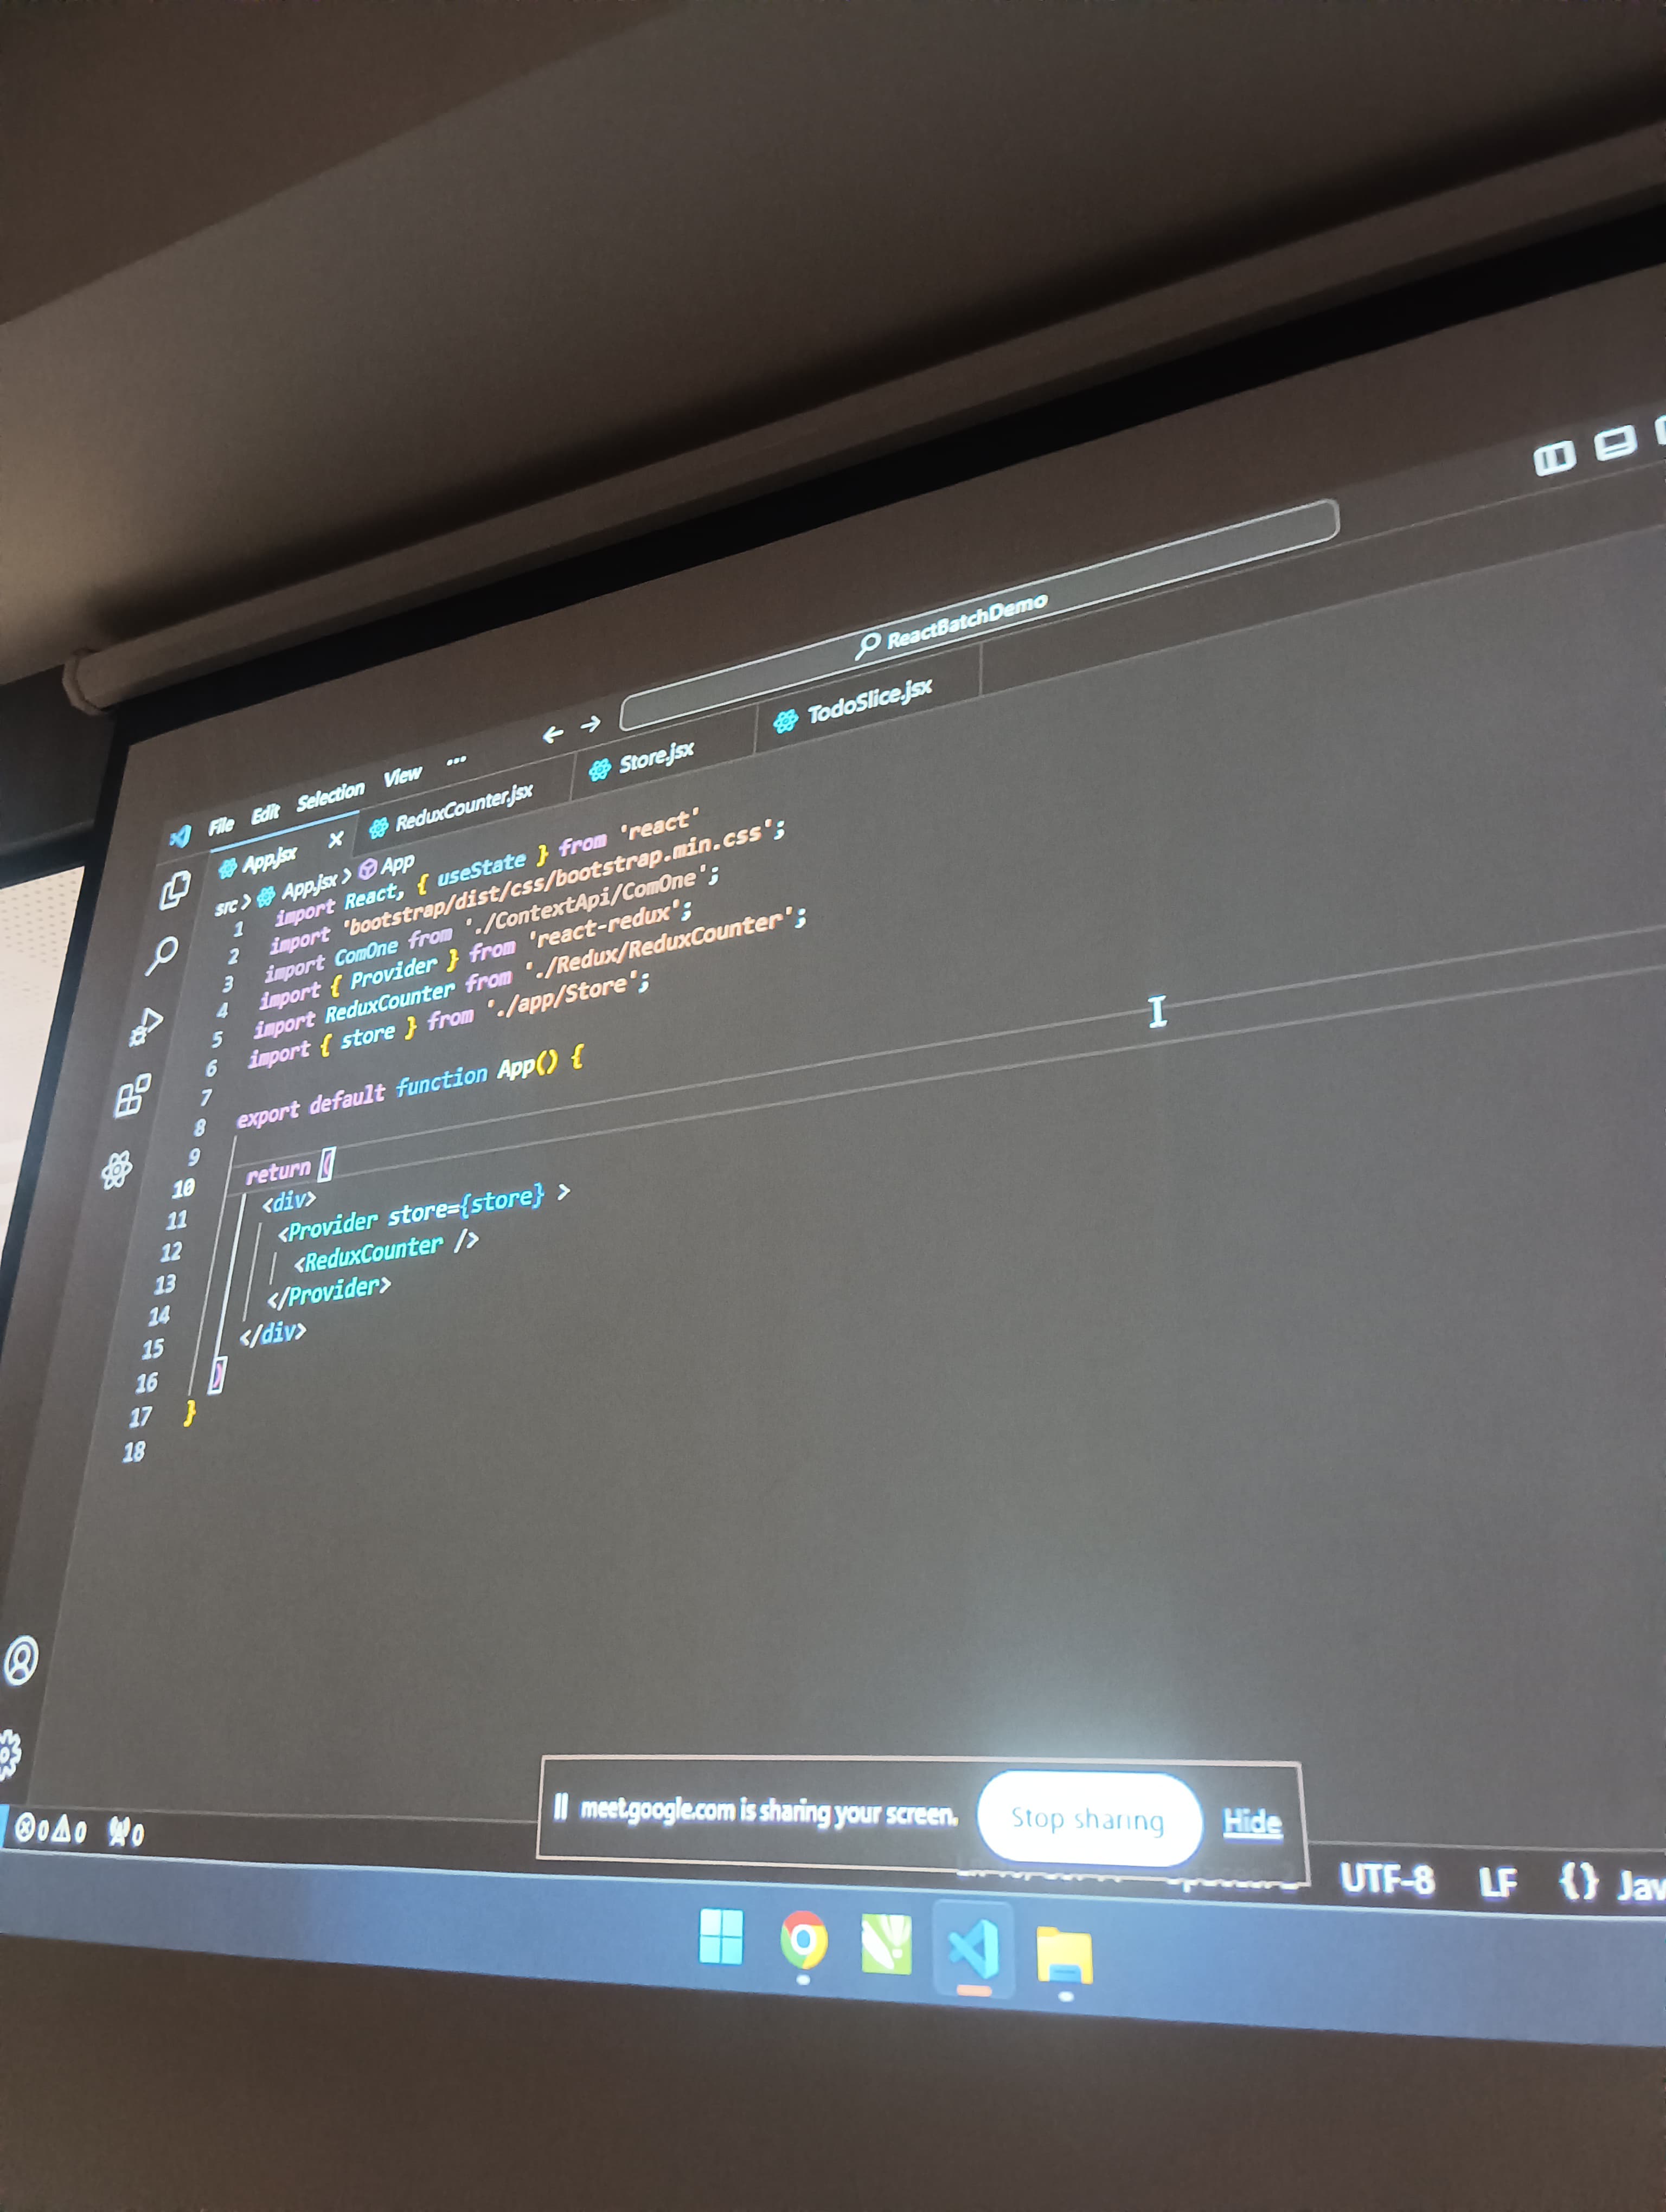 ReactBatchDemo
File Edit Selection View ...
App.jsx ReduxCounter.jsx Store.jsx TodoSlice.jsx
src > App.jsx > App
1 import React, { useState } from 'react'
2 import 'bootstrap/dist/css/bootstrap.min.css';
3 import ComOne from './ContextApi/ComOne';
4 import { Provider } from 'react-redux';
5 import ReduxCounter from './Redux/ReduxCounter';
6 import { store } from './app/Store';
7
8 export default function App() {
9
10 return (
11 <div>
12 <Provider store={store} >
13 <ReduxCounter />
14 </Provider>
15 </div>
16 )
17 }
18
meet.google.com is sharing your screen. Stop sharing Hide
0 0 0 UTF-8 LF {} Jav